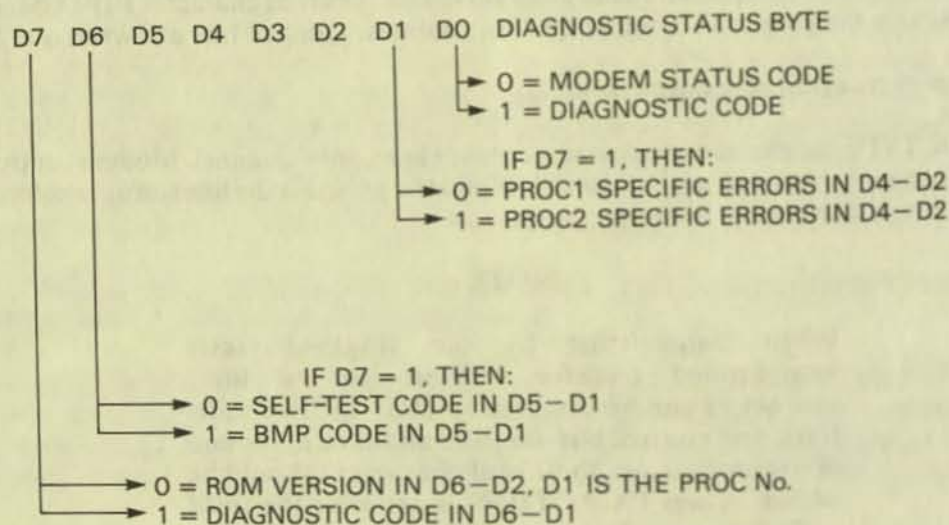 D7 D6 D5 D4 D3 D2 D1 D0 DIAGNOSTIC STATUS BYTE
0 = MODEM STATUS CODE
1 = DIAGNOSTIC CODE
IF D7 = 1, THEN:
0 = PROC1 SPECIFIC ERRORS IN D4–D2
1 = PROC2 SPECIFIC ERRORS IN D4–D2
IF D7 = 1, THEN:
0 = SELF-TEST CODE IN D5–D1
1 = BMP CODE IN D5–D1
0 = ROM VERSION IN D6–D2, D1 IS THE PROC No.
1 = DIAGNOSTIC CODE IN D6–D1